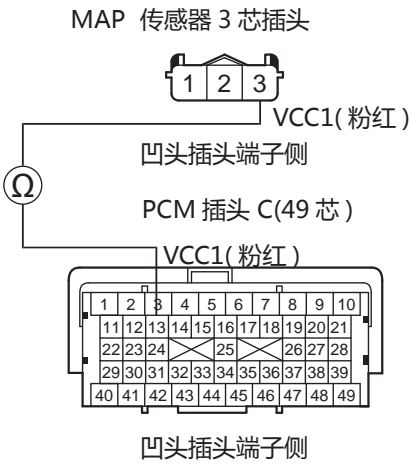 MAP 传感器 3 芯插头
1 2 3
VCC1( 粉红 )
凹头插头端子侧
Ω
PCM 插头 C(49 芯 )
VCC1( 粉红 )
1 2 3 4 5 6 7 8 9 10
11 12 13 14 15 16 17 18 19 20 21
22 23 24 25 26 27 28
29 30 31 32 33 34 35 36 37 38 39
40 41 42 43 44 45 46 47 48 49
凹头插头端子侧